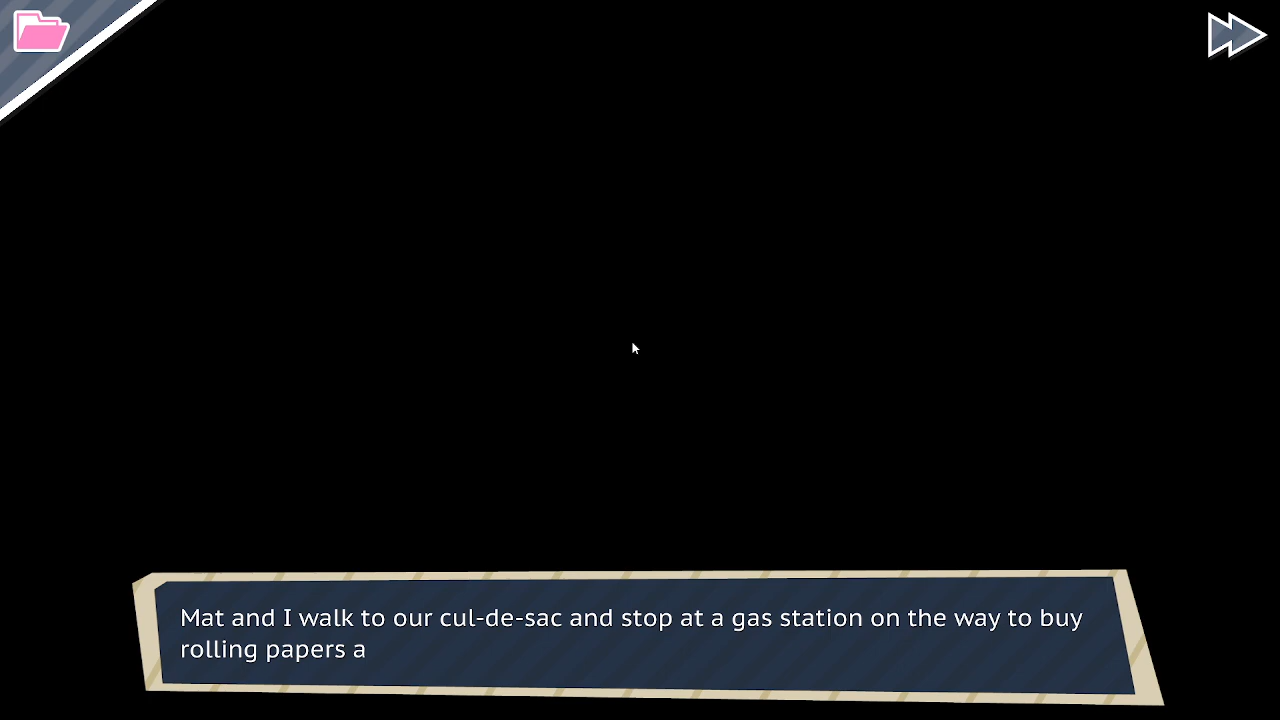 Mat and I walk to our cul-de-sac and stop at a gas station on the way to buy
rolling papers a